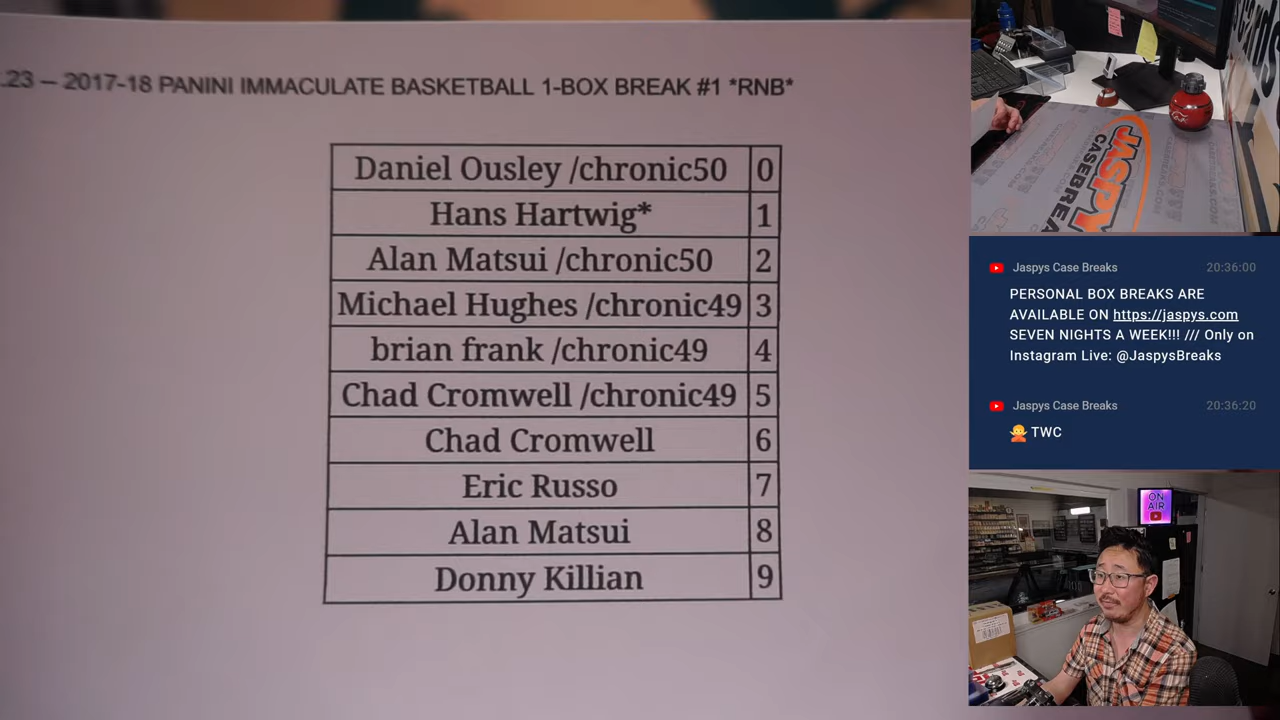 .23 – 2017-18 PANINI IMMACULATE BASKETBALL 1-BOX BREAK #1 *RNB*
Daniel Ousley /chronic50 0
Hans Hartwig* 1
Alan Matsui /chronic50 2
Michael Hughes /chronic49 3
brian frank /chronic49 4
Chad Cromwell /chronic49 5
Chad Cromwell 6
Eric Russo 7
Alan Matsui 8
Donny Killian 9
JASPY
CASEBREA
Jaspys Case Breaks 20:36:00
PERSONAL BOX BREAKS ARE
AVAILABLE ON https://jaspys.com
SEVEN NIGHTS A WEEK!!! /// Only on
Instagram Live: @JaspysBreaks
Jaspys Case Breaks 20:36:20
🙅 TWC
ON
AIR